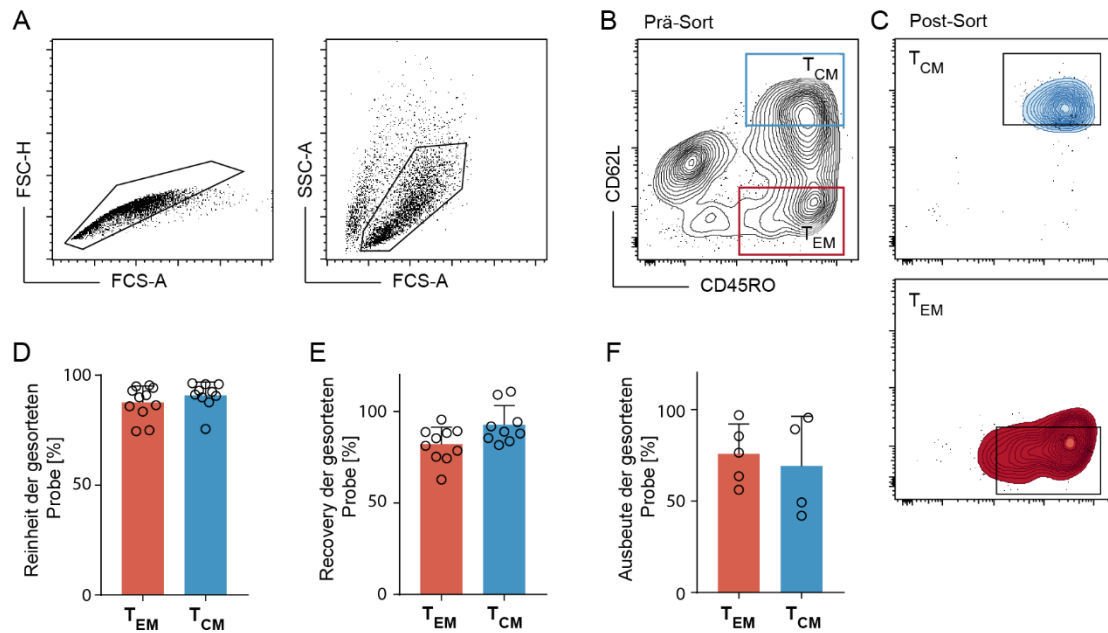 A
FSC-H
FCS-A
SSC-A
FCS-A
B
Prä-Sort
CD62L
TCM
TEM
CD45RO
C
Post-Sort
TCM
TEM
D
Reinheit der gesorteten
Probe [%]
100
50
0
TEM
TCM
E
Recovery der gesorteten
Probe [%]
100
50
0
TEM
TCM
F
Ausbeute der gesorteten
Probe [%]
100
50
0
TEM
TCM